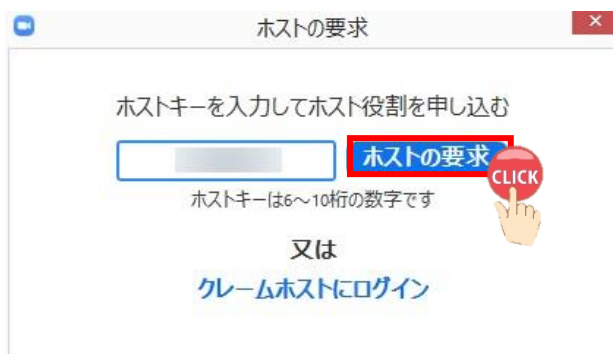 ホストの要求
ホストキーを入力してホスト役割を申し込む
ホストの要求
CLICK
ホストキーは6～10桁の数字です
又は
クレームホストにログイン